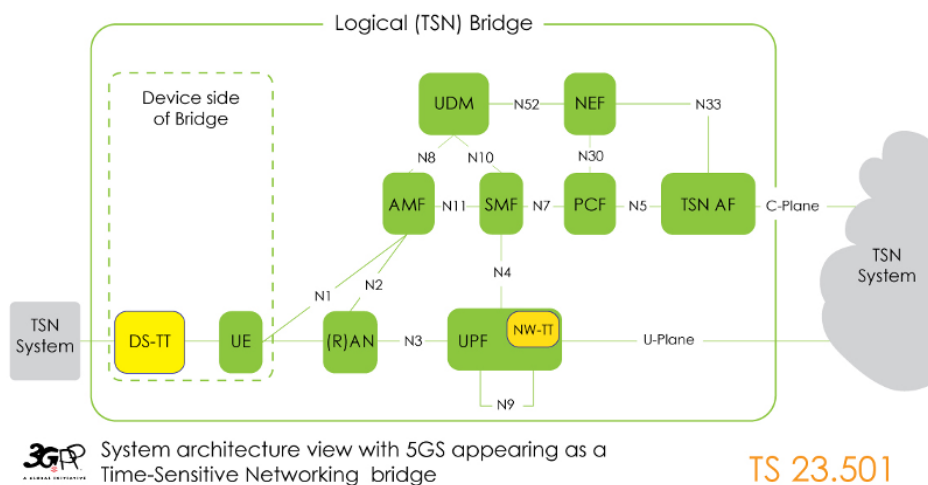 Logical (TSN) Bridge
Device side
of Bridge
UDM
N52
NEF
N33
N8
N10
N30
AMF
N11
SMF
N7
PCF
N5
TSN AF
C-Plane
TSN
System
N1
N2
N4
TSN
System
DS-TT
UE
(R)AN
N3
UPF
NW-TT
U-Plane
N9
3GPP
A GLOBAL INITIATIVE
System architecture view with 5GS appearing as a
Time-Sensitive Networking bridge
TS 23.501